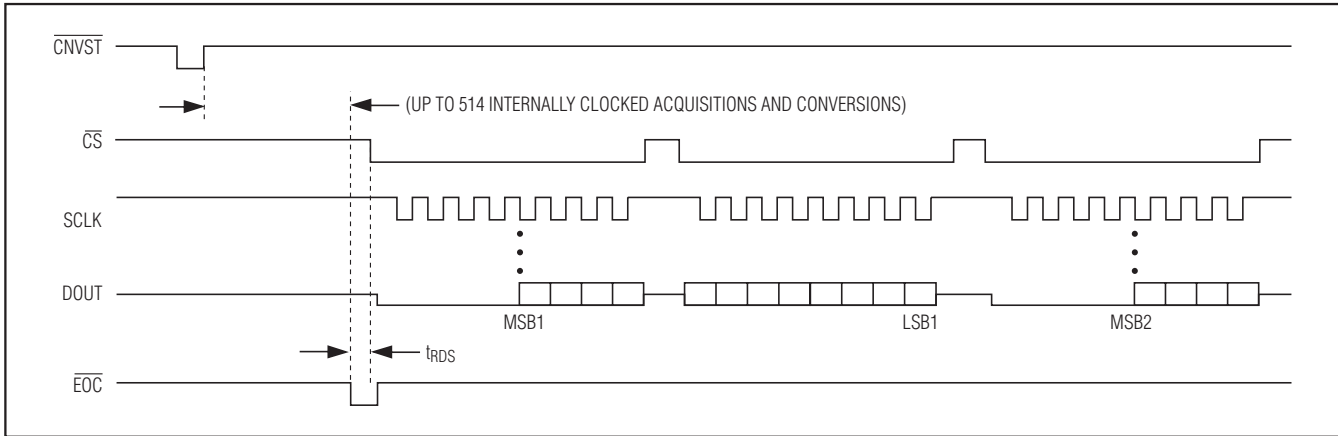 CNVST
(UP TO 514 INTERNALLY CLOCKED ACQUISITIONS AND CONVERSIONS)
CS
SCLK
DOUT
MSB1
LSB1
MSB2
tRDS
EOC